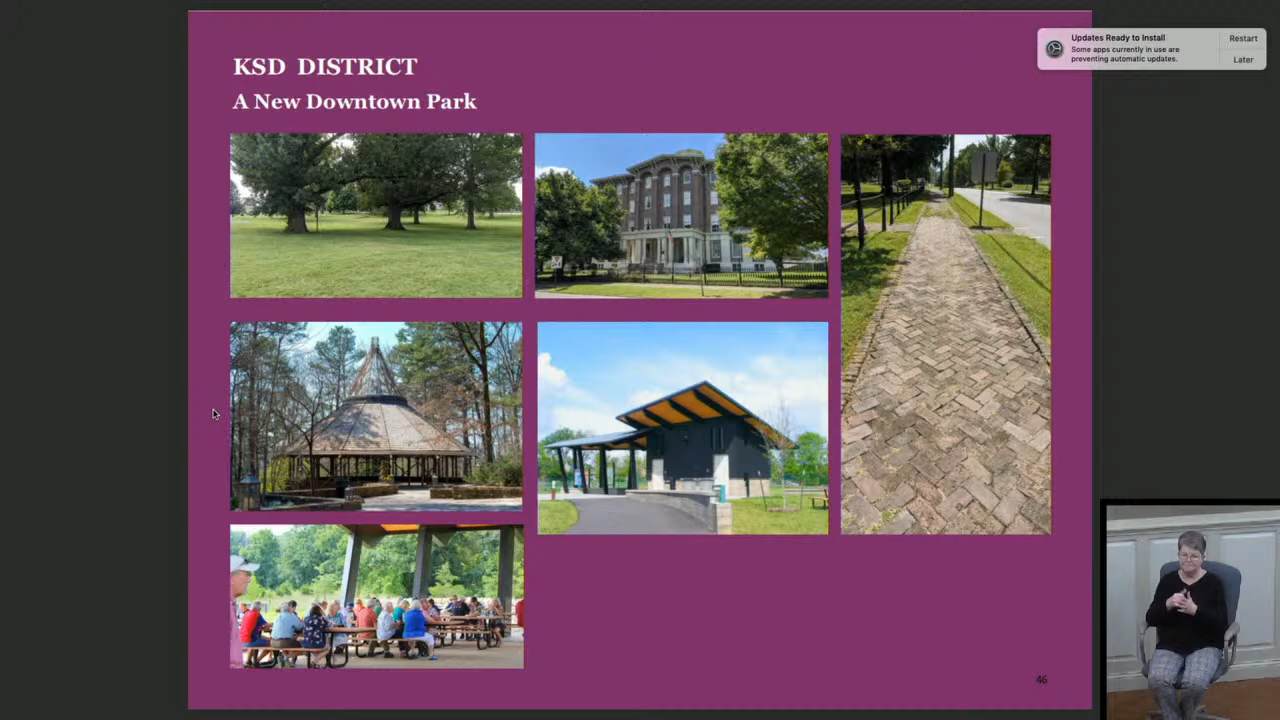 KSD DISTRICT
A New Downtown Park
Updates Ready to Install
Some apps currently in use are
preventing automatic updates.
Restart
Later
46